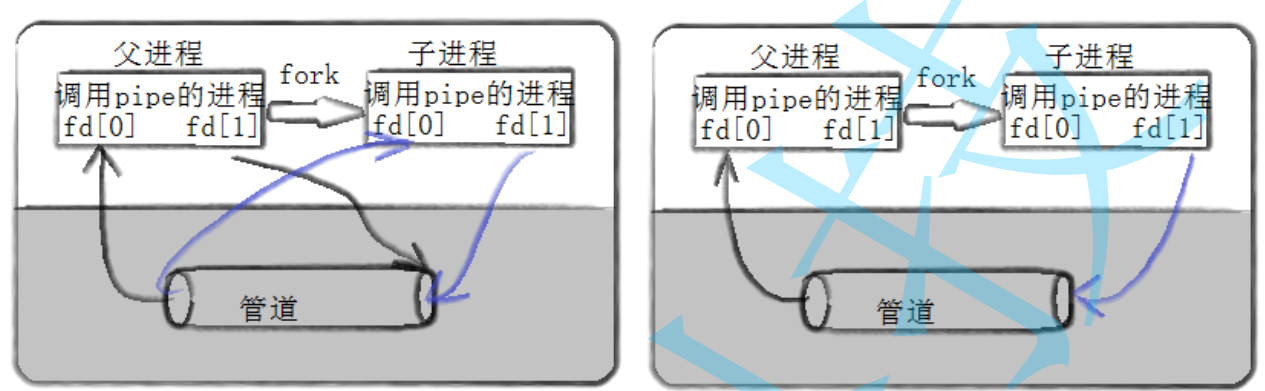 父进程
fork
子进程
调用pipe的进程
fd[0] fd[1]
调用pipe的进程
fd[0] fd[1]
管道
父进程
fork
子进程
调用pipe的进程
fd[0] fd[1]
调用pipe的进程
fd[0] fd[1]
管道